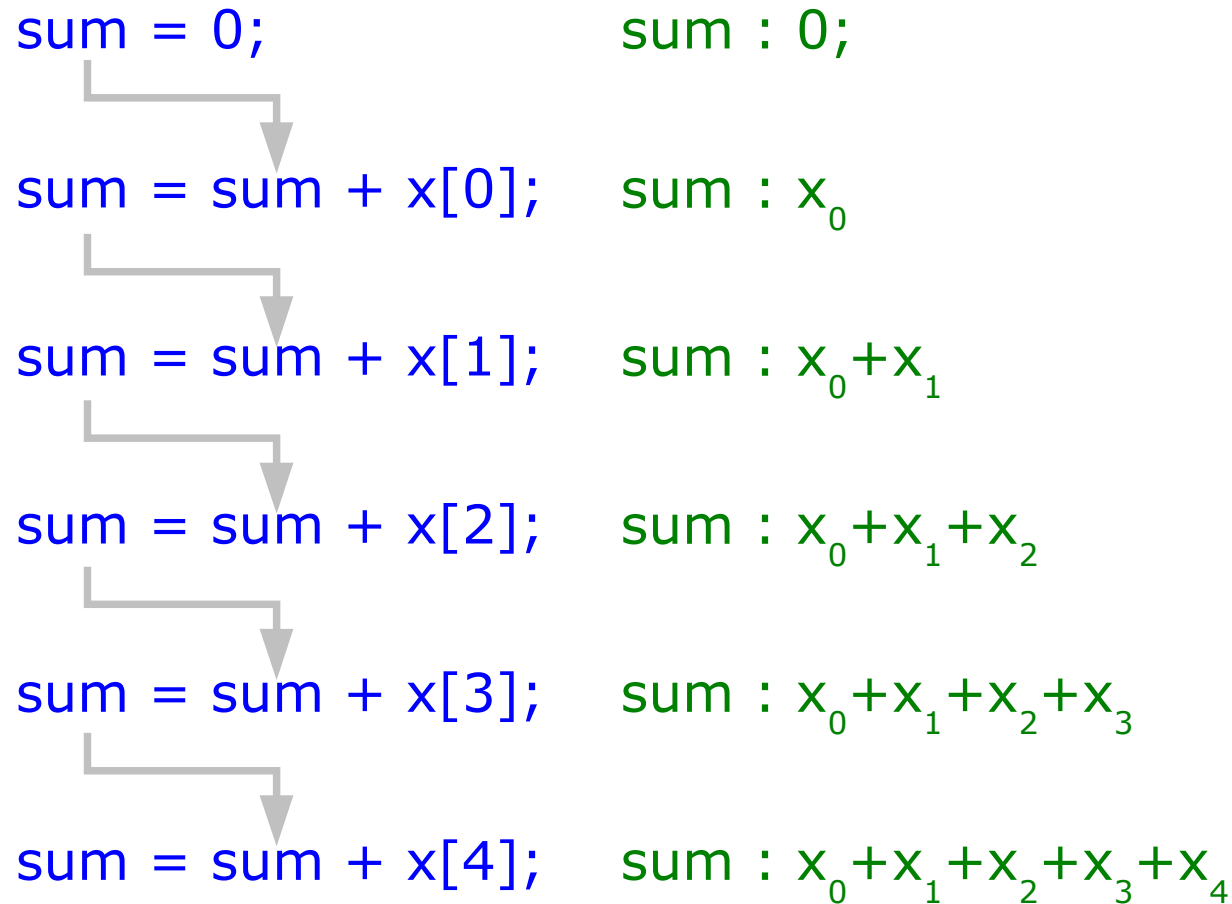 sum = 0; sum : 0;
sum = sum + x[0]; sum : x₀
sum = sum + x[1]; sum : x₀+x₁
sum = sum + x[2]; sum : x₀+x₁+x₂
sum = sum + x[3]; sum : x₀+x₁+x₂+x₃
sum = sum + x[4]; sum : x₀+x₁+x₂+x₃+x₄